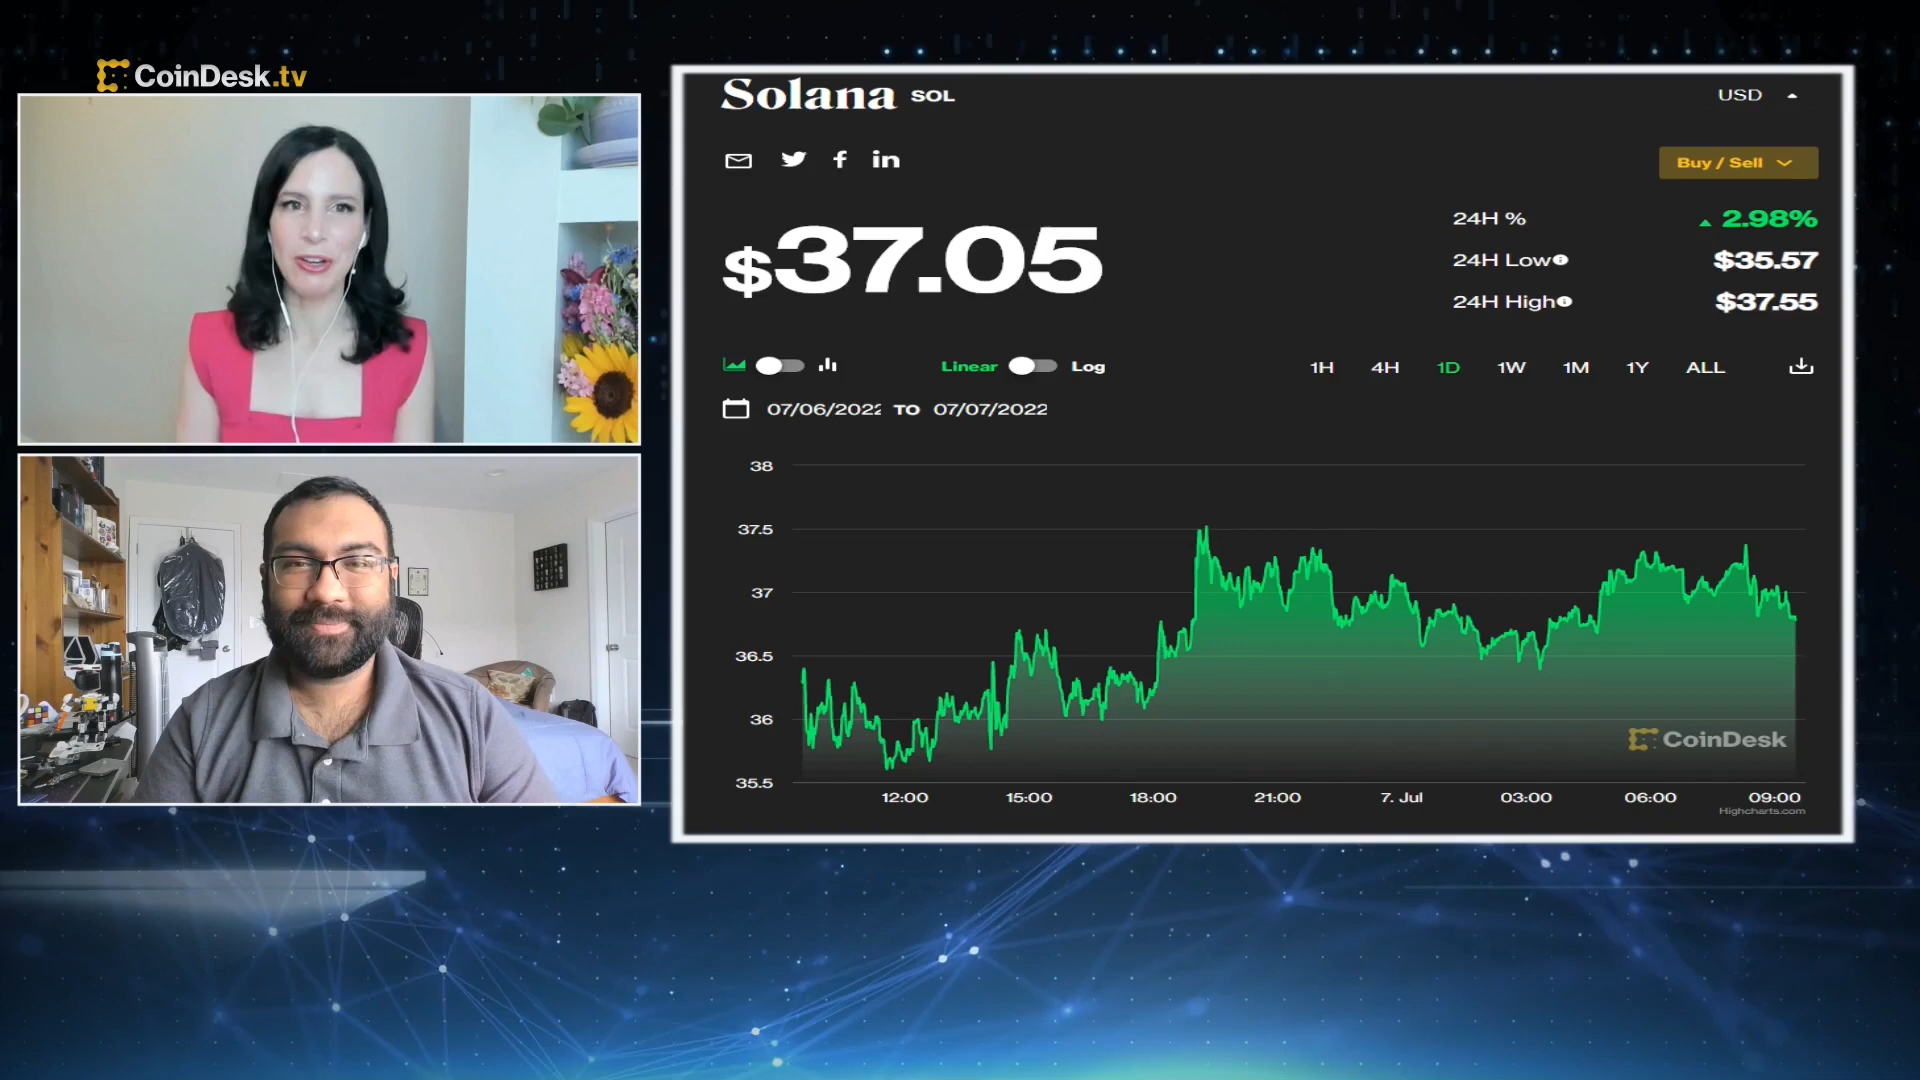 CoinDesk.tv
Solana SOL
USD
Buy / Sell
$37.05
24H % 2.98%
24H Low $35.57
24H High $37.55
Linear Log
1H 4H 1D 1W 1M 1Y ALL
07/06/2022 TO 07/07/2022
38
37.5
37
36.5
36
35.5
CoinDesk
12:00 15:00 18:00 21:00 7. Jul 03:00 06:00 09:00
Highcharts.com